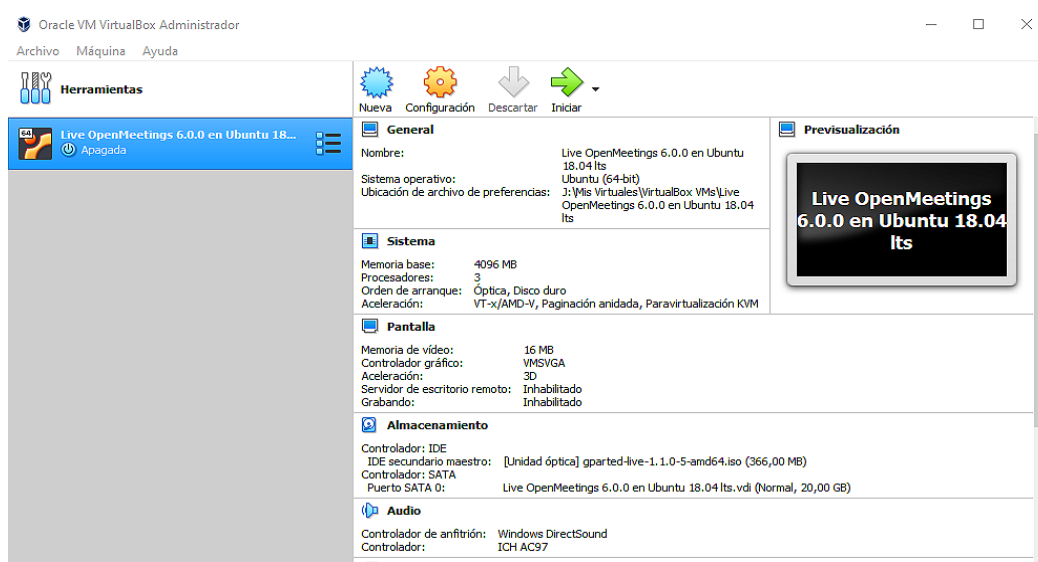 Oracle VM VirtualBox Administrador
Archivo Máquina Ayuda
Herramientas
Nueva Configuración Descartar Iniciar
64
Live OpenMeetings 6.0.0 en Ubuntu 18...
Apagada
General
Nombre: Live OpenMeetings 6.0.0 en Ubuntu
18.04 lts
Sistema operativo: Ubuntu (64-bit)
Ubicación de archivo de preferencias: J:\Mis Virtuales\VirtualBox VMs\Live
OpenMeetings 6.0.0 en Ubuntu 18.04
lts
Previsualización
Live OpenMeetings
6.0.0 en Ubuntu 18.04
lts
Sistema
Memoria base: 4096 MB
Procesadores: 3
Orden de arranque: Óptica, Disco duro
Aceleración: VT-x/AMD-V, Paginación anidada, Paravirtualización KVM
Pantalla
Memoria de vídeo: 16 MB
Controlador gráfico: VMSVGA
Aceleración: 3D
Servidor de escritorio remoto: Inhabilitado
Grabando: Inhabilitado
Almacenamiento
Controlador: IDE
IDE secundario maestro: [Unidad óptica] gparted-live-1.1.0-5-amd64.iso (366,00 MB)
Controlador: SATA
Puerto SATA 0: Live OpenMeetings 6.0.0 en Ubuntu 18.04 lts.vdi (Normal, 20,00 GB)
Audio
Controlador de anfitrión: Windows DirectSound
Controlador: ICH AC97